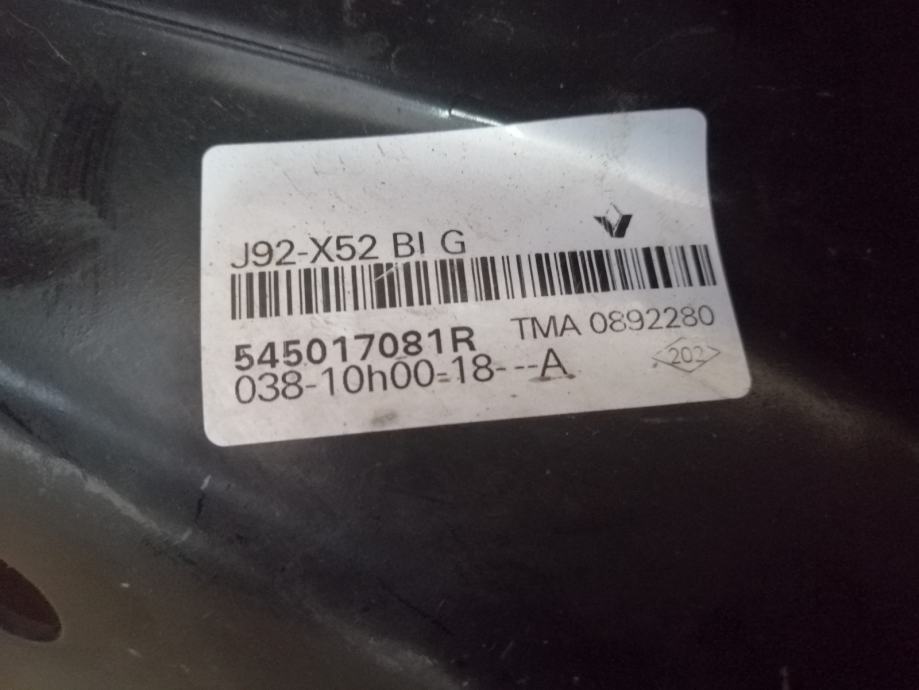 J92-X52 BI G
545017081R TMA 0892280
038-10h00-18---A 202